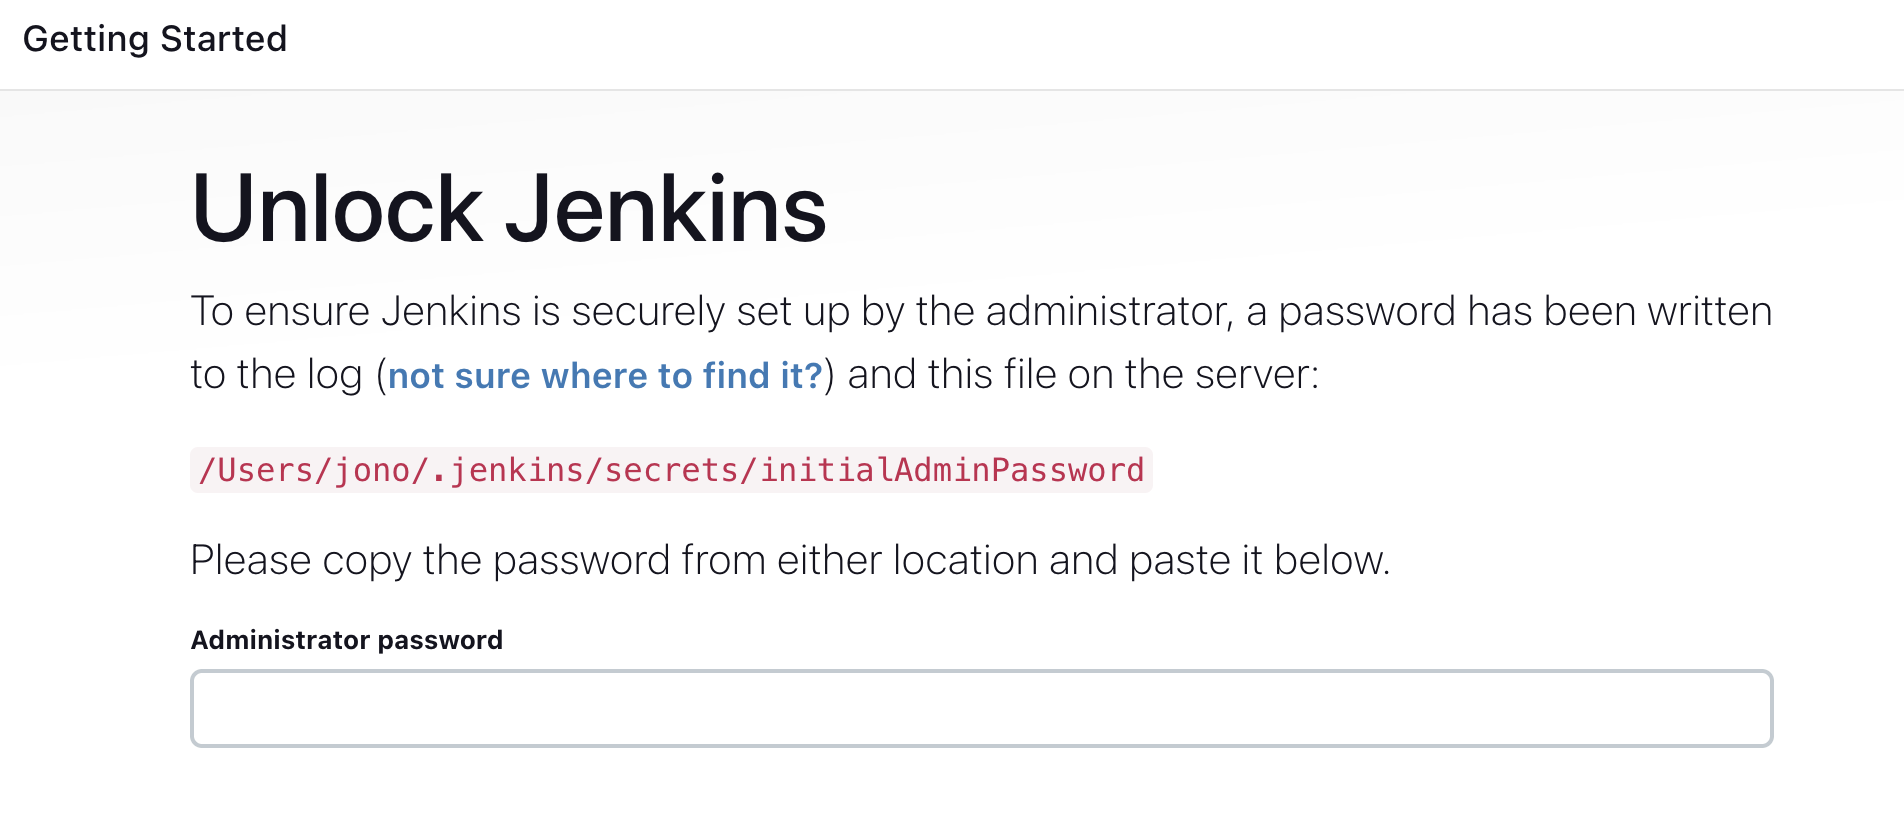 Getting Started
Unlock Jenkins
To ensure Jenkins is securely set up by the administrator, a password has been written
to the log (not sure where to find it?) and this file on the server:
/Users/jono/.jenkins/secrets/initialAdminPassword
Please copy the password from either location and paste it below.
Administrator password